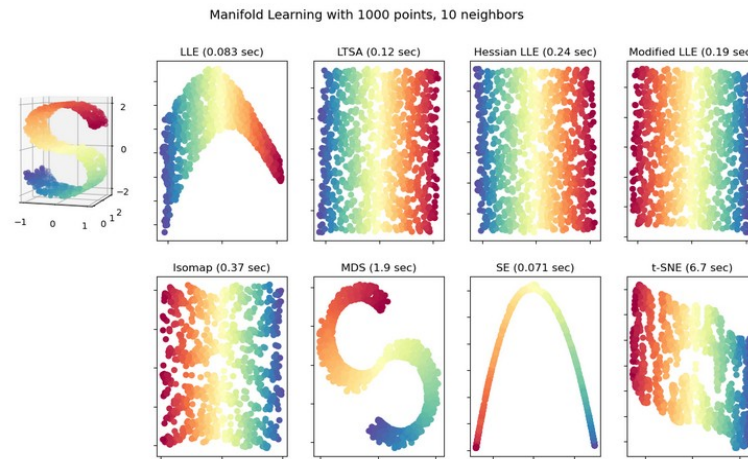 Manifold Learning with 1000 points, 10 neighbors
LLE (0.083 sec)
LTSA (0.12 sec)
Hessian LLE (0.24 sec)
Modified LLE (0.19 sec
2
0
−2
−1
0
1
0
1
2
Isomap (0.37 sec)
MDS (1.9 sec)
SE (0.071 sec)
t-SNE (6.7 sec)